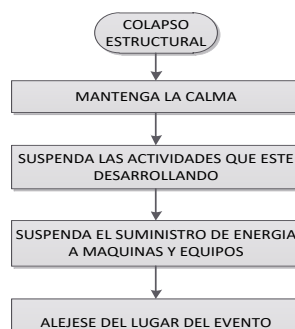 COLAPSO
ESTRUCTURAL
MANTENGA LA CALMA
SUSPENDA LAS ACTIVIDADES QUE ESTE
DESARROLLANDO
SUSPENDA EL SUMINISTRO DE ENERGIA
A MAQUINAS Y EQUIPOS
ALEJESE DEL LUGAR DEL EVENTO